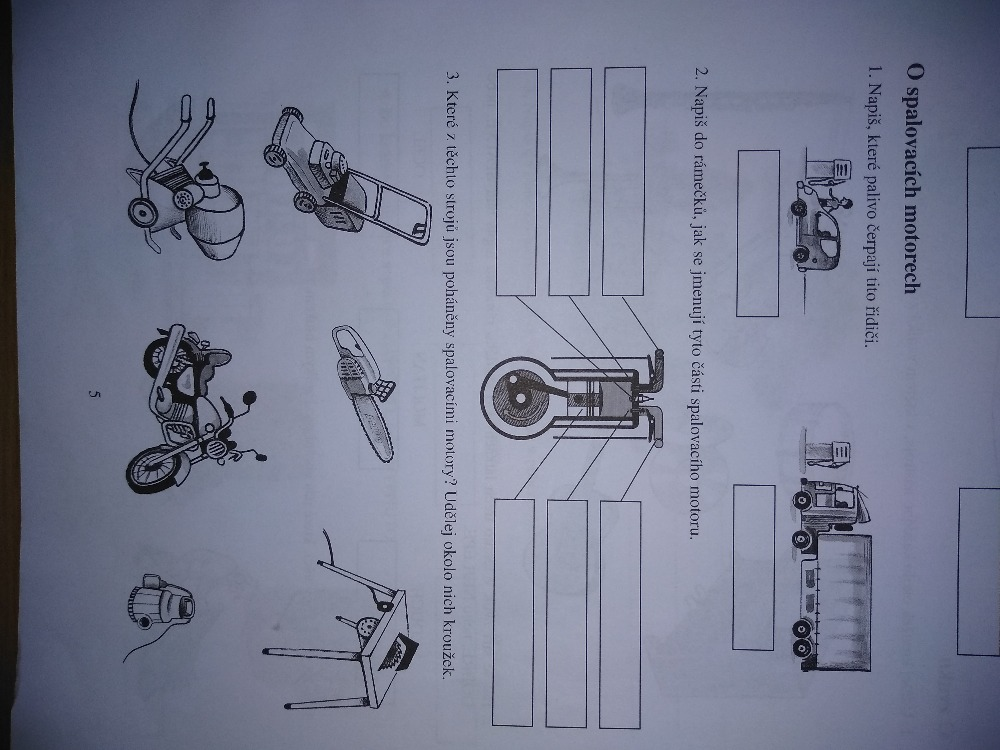 O spalovacích motorech
1. Napiš, které palivo čerpají tito řidiči.
2. Napiš do rámečků, jak se jmenují tyto části spalovacího motoru.
3. Které z těchto strojů jsou poháněny spalovacími motory? Udělej okolo nich kroužek.
5